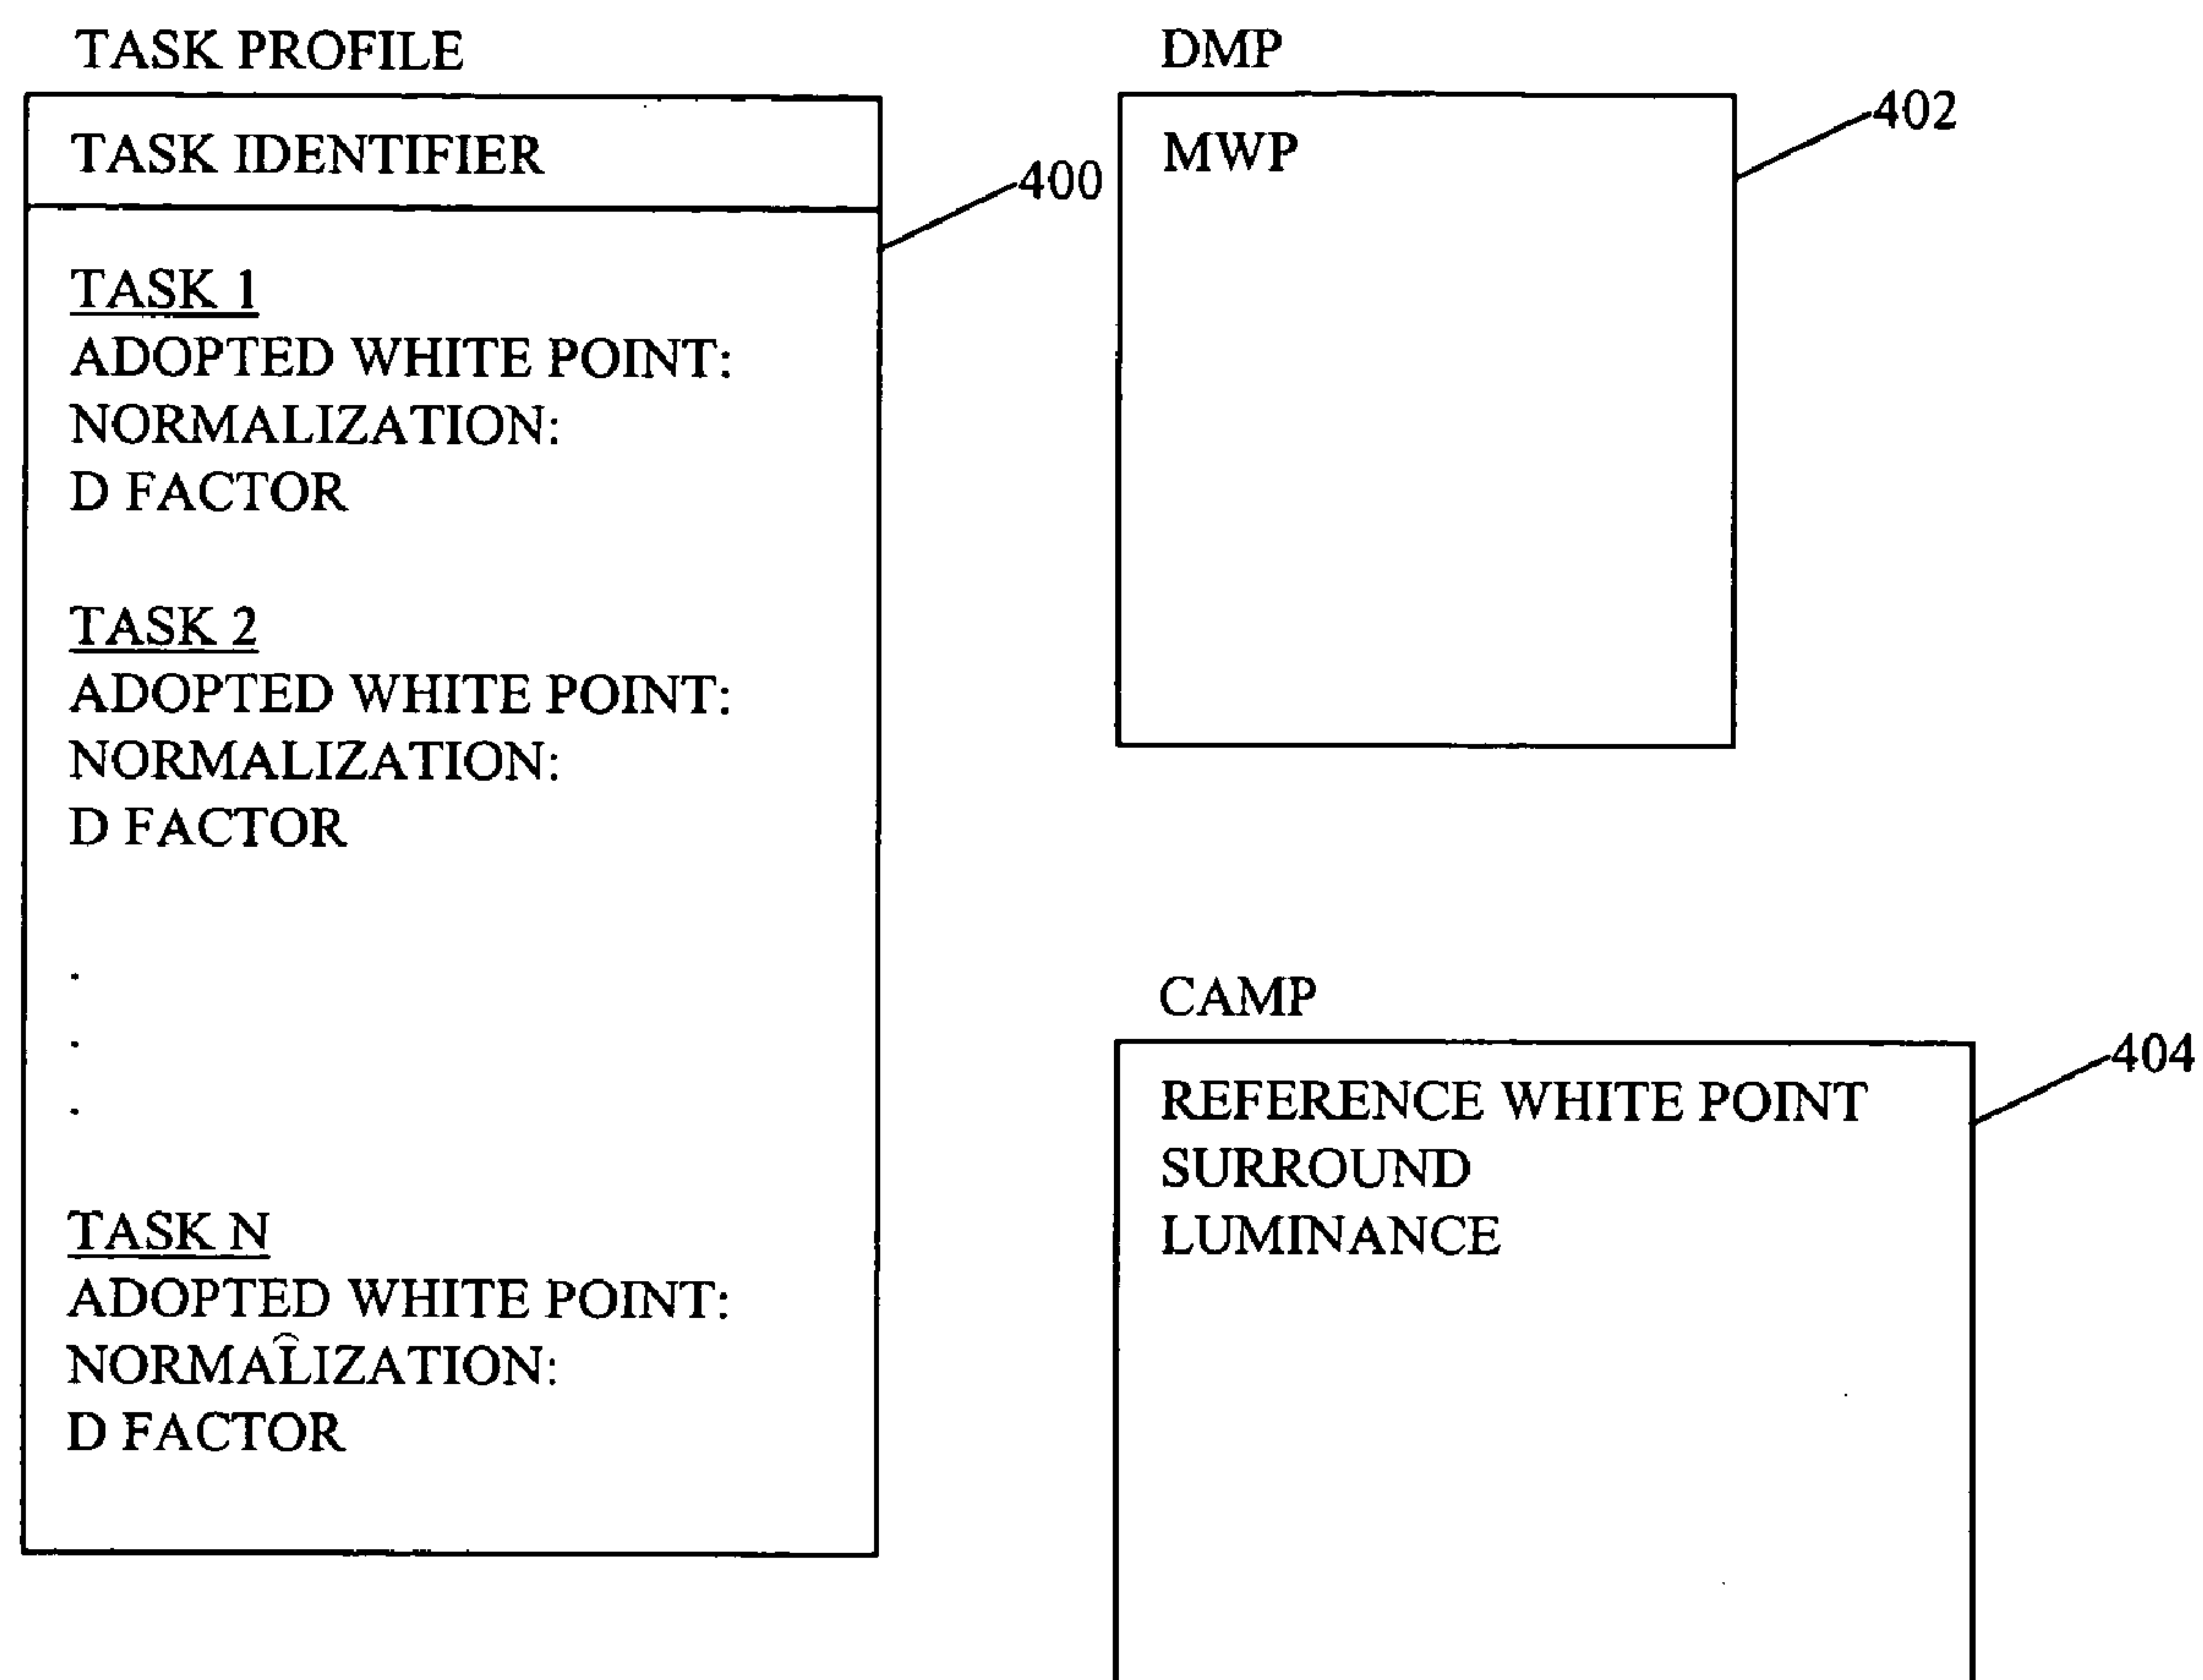 TASK PROFILE
TASK IDENTIFIER
400
TASK 1
ADOPTED WHITE POINT:
NORMALIZATION:
D FACTOR
TASK 2
ADOPTED WHITE POINT:
NORMALIZATION:
D FACTOR
.
.
.
TASK N
ADOPTED WHITE POINT:
NORMALIZATION:
D FACTOR
DMP
402
MWP
CAMP
404
REFERENCE WHITE POINT
SURROUND
LUMINANCE